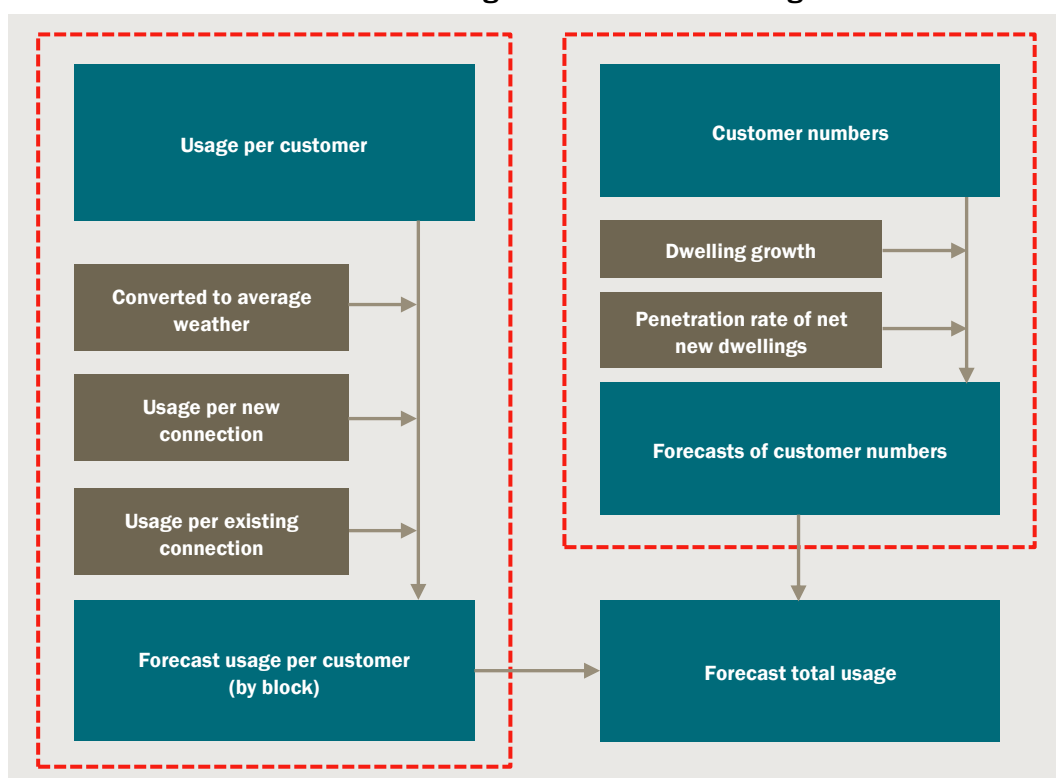 Usage per customer
Converted to average
weather
Usage per new
connection
Usage per existing
connection
Forecast usage per customer
(by block)
Customer numbers
Dwelling growth
Penetration rate of net
new dwellings
Forecasts of customer numbers
Forecast total usage